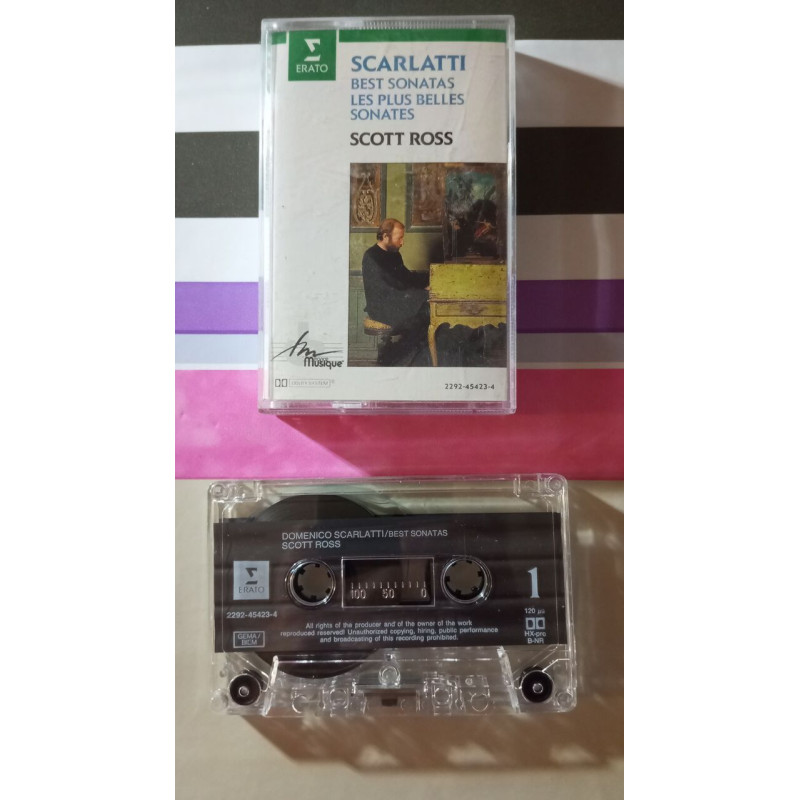 ERATO
SCARLATTI
BEST SONATAS
LES PLUS BELLES
SONATES
SCOTT ROSS
Musique
DOLBY SYSTEM
2292-45423-4
DOMENICO SCARLATTI/BEST SONATAS
SCOTT ROSS
ERATO
100 50 0
1
2292-45423-4
120 µs
GEMA/
BICM
All rights of the producer and of the owner of the work
reproduced reserved! Unauthorized copying, hiring, public performance
and broadcasting of this recording prohibited.
HX-pro
B-NR